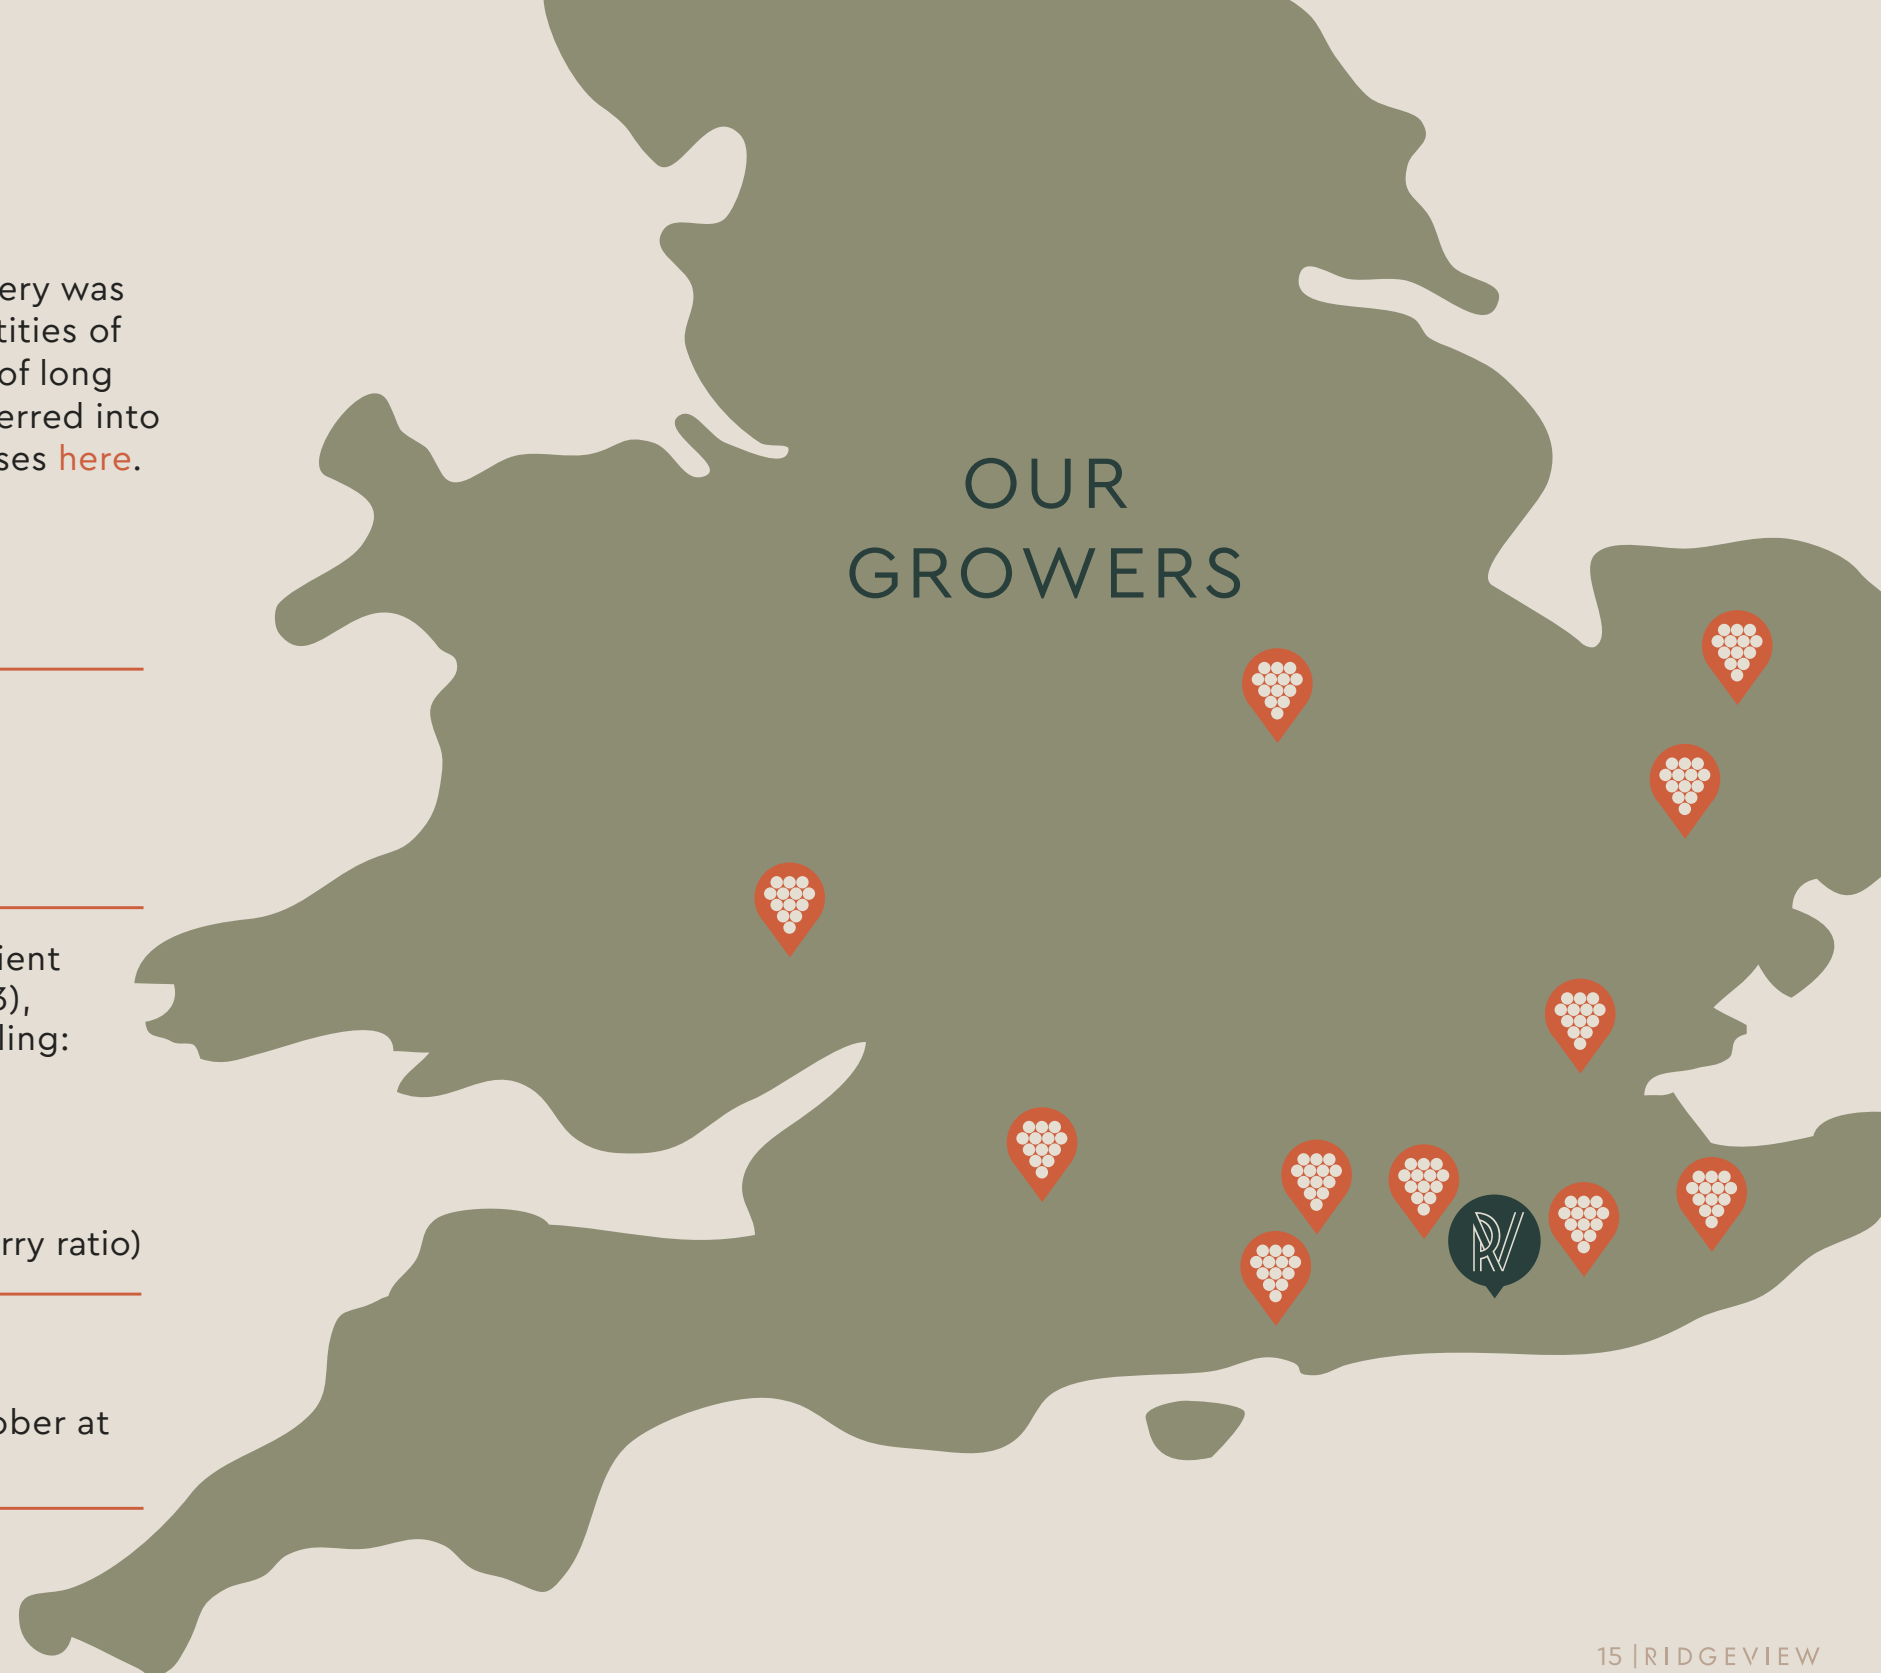 ery was
tities of
of long
erred into
ses here.
OUR
GROWERS
ient
3),
ling:
rry ratio)
ober at
RV
15 | RIDGEVIEW